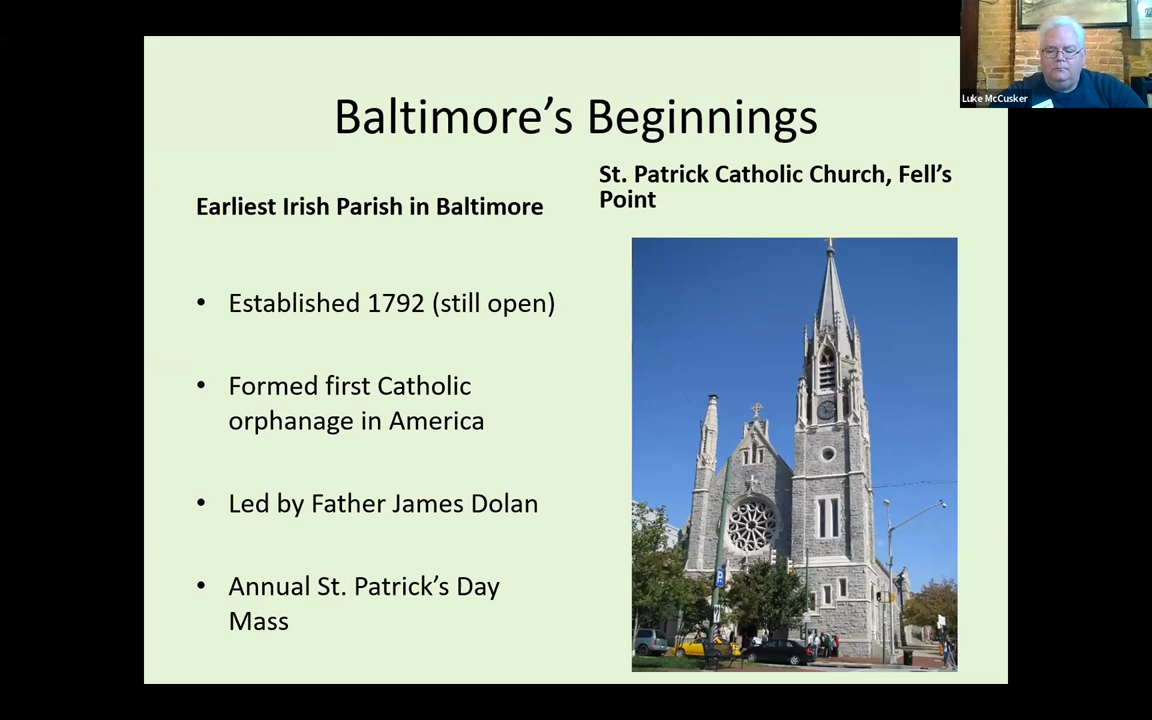 Baltimore’s Beginnings
Earliest Irish Parish in Baltimore
• Established 1792 (still open)
• Formed first Catholic
orphanage in America
• Led by Father James Dolan
• Annual St. Patrick’s Day
Mass
St. Patrick Catholic Church, Fell’s
Point
P
Luke McCusker